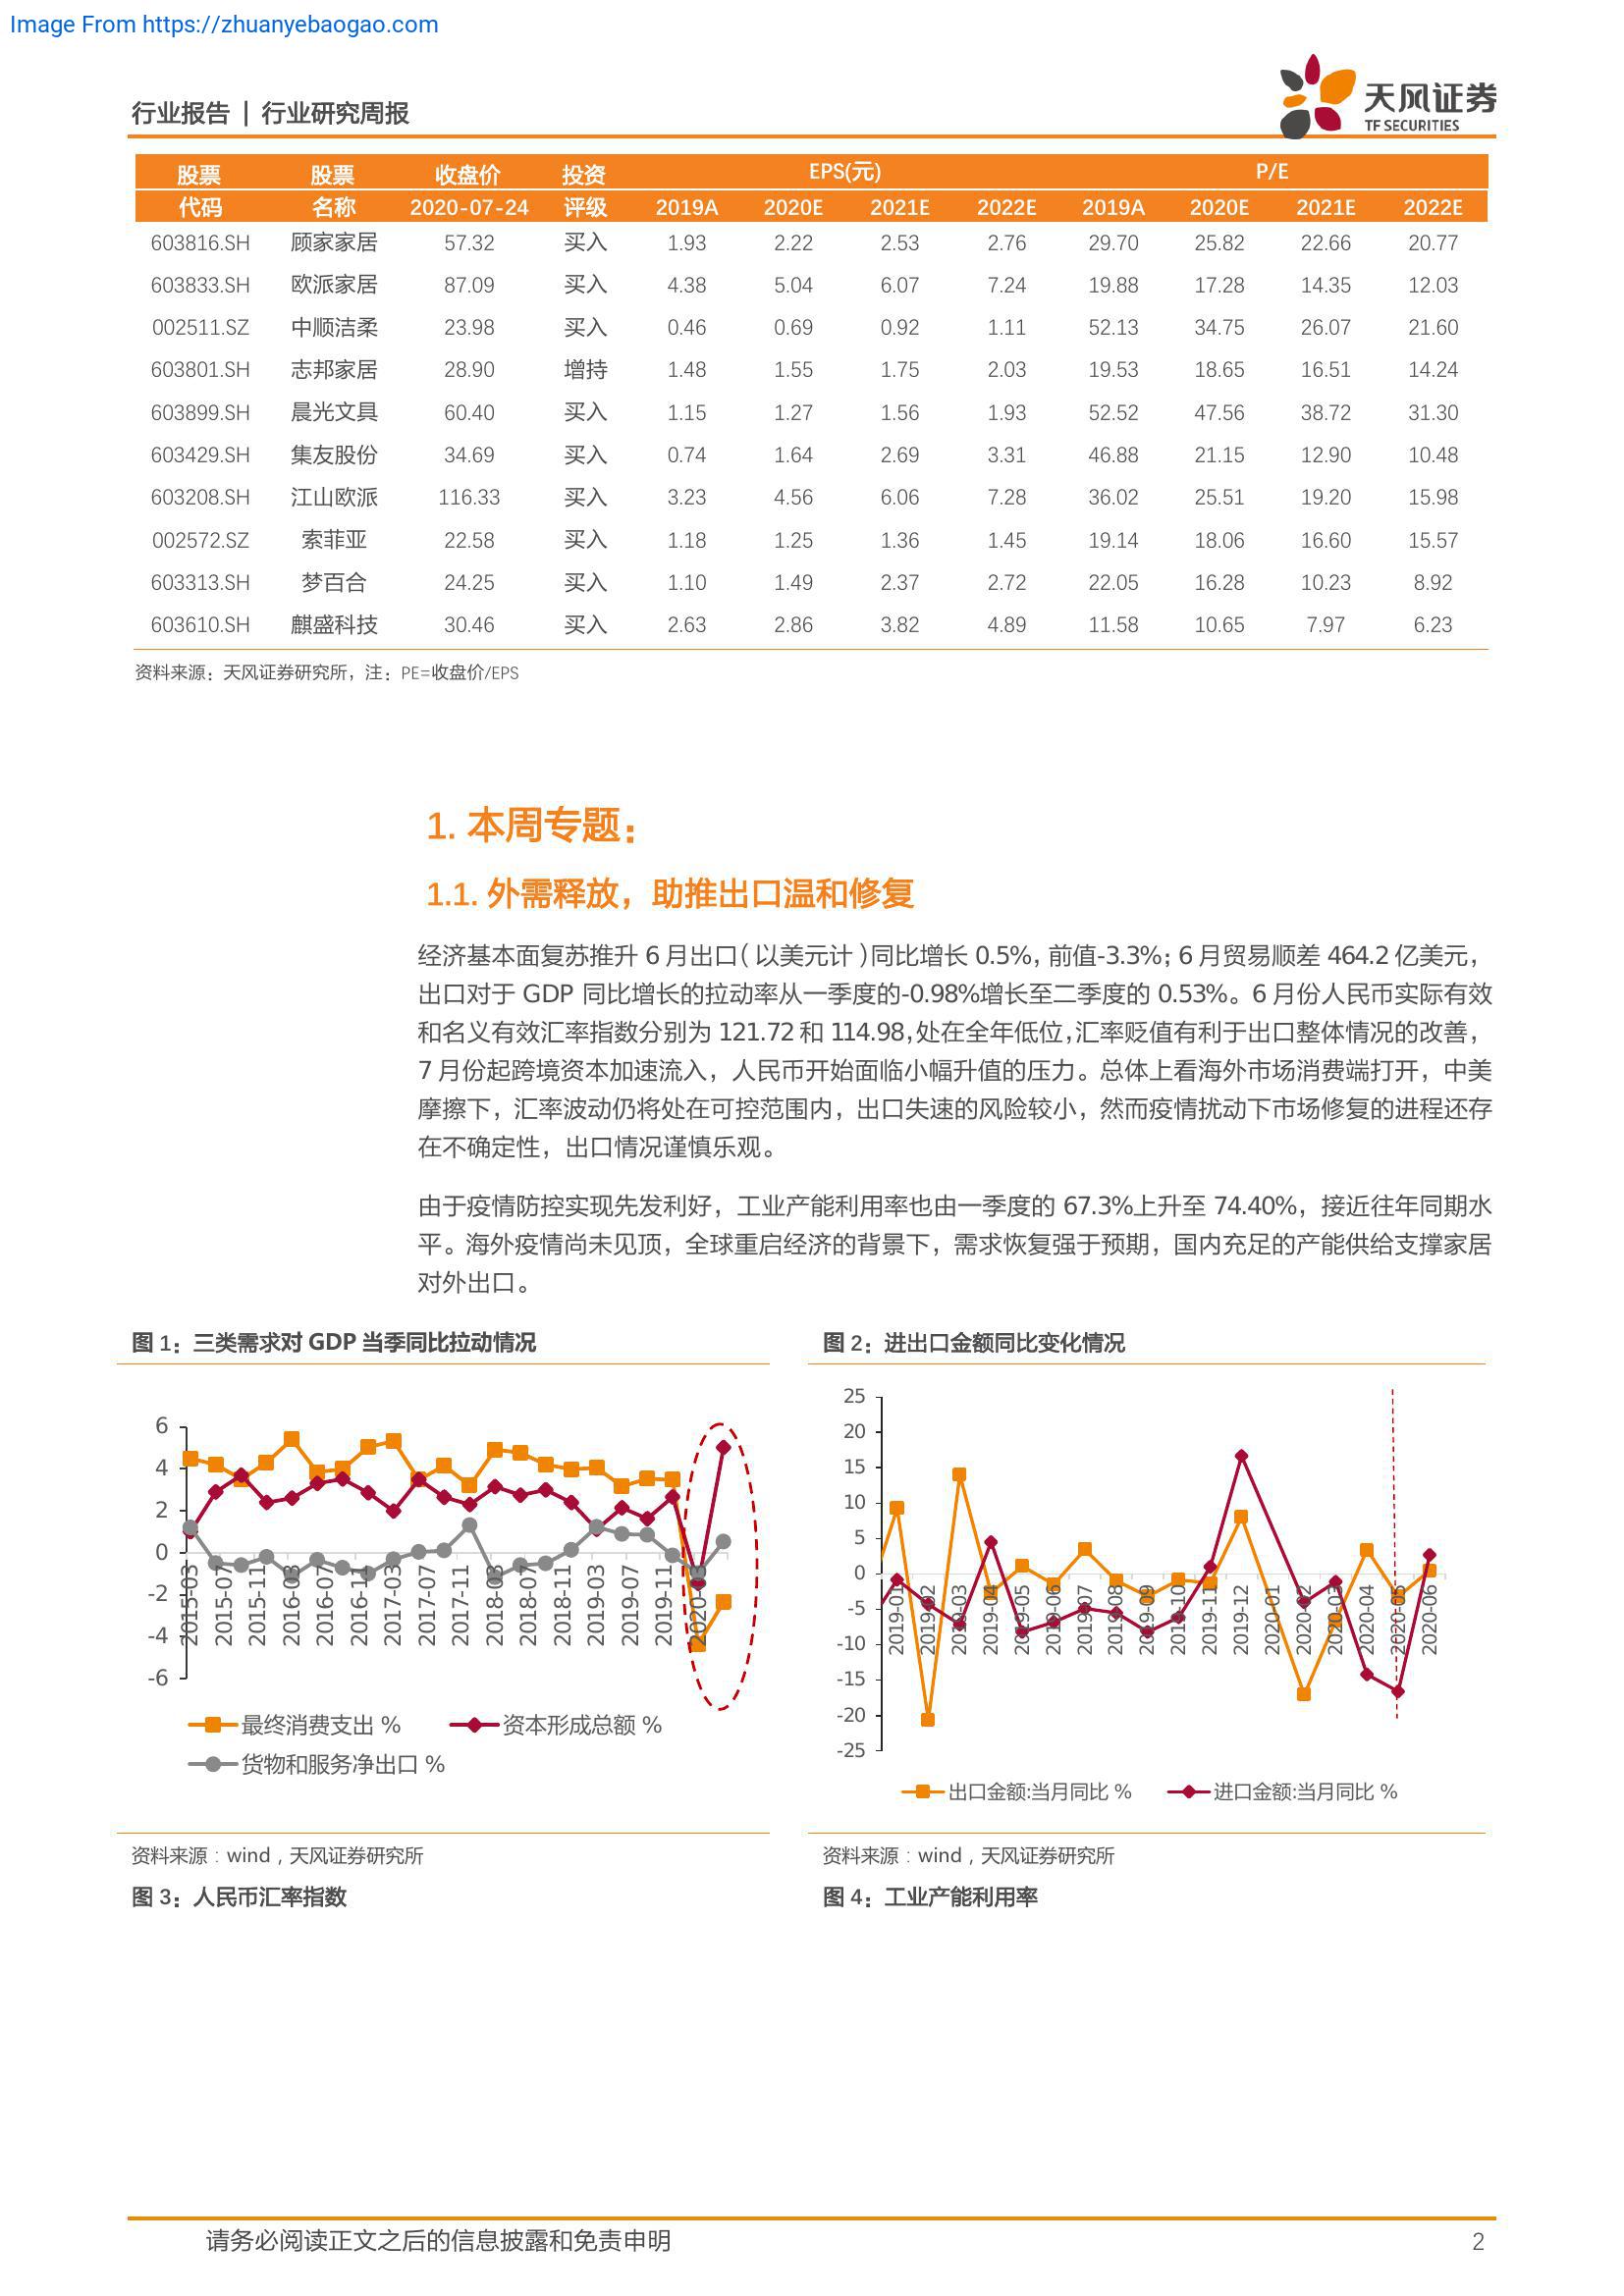 Image From https://zhuanyebaogao.com
行业报告 | 行业研究周报
天风证券
TF SECURITIES
股票 股票 收盘价 投资 EPS(元) P/E
代码 名称 2020-07-24 评级 2019A 2020E 2021E 2022E 2019A 2020E 2021E 2022E
603816.SH 顾家家居 57.32 买入 1.93 2.22 2.53 2.76 29.70 25.82 22.66 20.77
603833.SH 欧派家居 87.09 买入 4.38 5.04 6.07 7.24 19.88 17.28 14.35 12.03
002511.SZ 中顺洁柔 23.98 买入 0.46 0.69 0.92 1.11 52.13 34.75 26.07 21.60
603801.SH 志邦家居 28.90 增持 1.48 1.55 1.75 2.03 19.53 18.65 16.51 14.24
603899.SH 晨光文具 60.40 买入 1.15 1.27 1.56 1.93 52.52 47.56 38.72 31.30
603429.SH 集友股份 34.69 买入 0.74 1.64 2.69 3.31 46.88 21.15 12.90 10.48
603208.SH 江山欧派 116.33 买入 3.23 4.56 6.06 7.28 36.02 25.51 19.20 15.98
002572.SZ 索菲亚 22.58 买入 1.18 1.25 1.36 1.45 19.14 18.06 16.60 15.57
603313.SH 梦百合 24.25 买入 1.10 1.49 2.37 2.72 22.05 16.28 10.23 8.92
603610.SH 麒盛科技 30.46 买入 2.63 2.86 3.82 4.89 11.58 10.65 7.97 6.23
资料来源：天风证券研究所，注：PE=收盘价/EPS
1. 本周专题：
1.1. 外需释放，助推出口温和修复
经济基本面复苏推升 6 月出口（以美元计）同比增长 0.5%，前值-3.3%；6 月贸易顺差 464.2 亿美元，
出口对于 GDP 同比增长的拉动率从一季度的-0.98%增长至二季度的 0.53%。6 月份人民币实际有效
和名义有效汇率指数分别为 121.72 和 114.98，处在全年低位，汇率贬值有利于出口整体情况的改善，
7 月份起跨境资本加速流入，人民币开始面临小幅升值的压力。总体上看海外市场消费端打开，中美
摩擦下，汇率波动仍将处在可控范围内，出口失速的风险较小，然而疫情扰动下市场修复的进程还存
在不确定性，出口情况谨慎乐观。
由于疫情防控实现先发利好，工业产能利用率也由一季度的 67.3%上升至 74.40%，接近往年同期水
平。海外疫情尚未见顶，全球重启经济的背景下，需求恢复强于预期，国内充足的产能供给支撑家居
对外出口。
图 1：三类需求对 GDP 当季同比拉动情况
6
4
2
0
-2
-4
-6
2015-03 2015-07 2015-11 2016-03 2016-07 2016-11 2017-03 2017-07 2017-11 2018-03 2018-07 2018-11 2019-03 2019-07 2019-11 2020-03
最终消费支出 % 资本形成总额 %
货物和服务净出口 %
资料来源：wind，天风证券研究所
图 2：进出口金额同比变化情况
25
20
15
10
5
0
-5
-10
-15
-20
-25
2019-01 2019-02 2019-03 2019-04 2019-05 2019-06 2019-07 2019-08 2019-09 2019-10 2019-11 2019-12 2020-01 2020-02 2020-03 2020-04 2020-05 2020-06
出口金额:当月同比 % 进口金额:当月同比 %
资料来源：wind，天风证券研究所
图 3：人民币汇率指数
图 4：工业产能利用率
请务必阅读正文之后的信息披露和免责申明 2